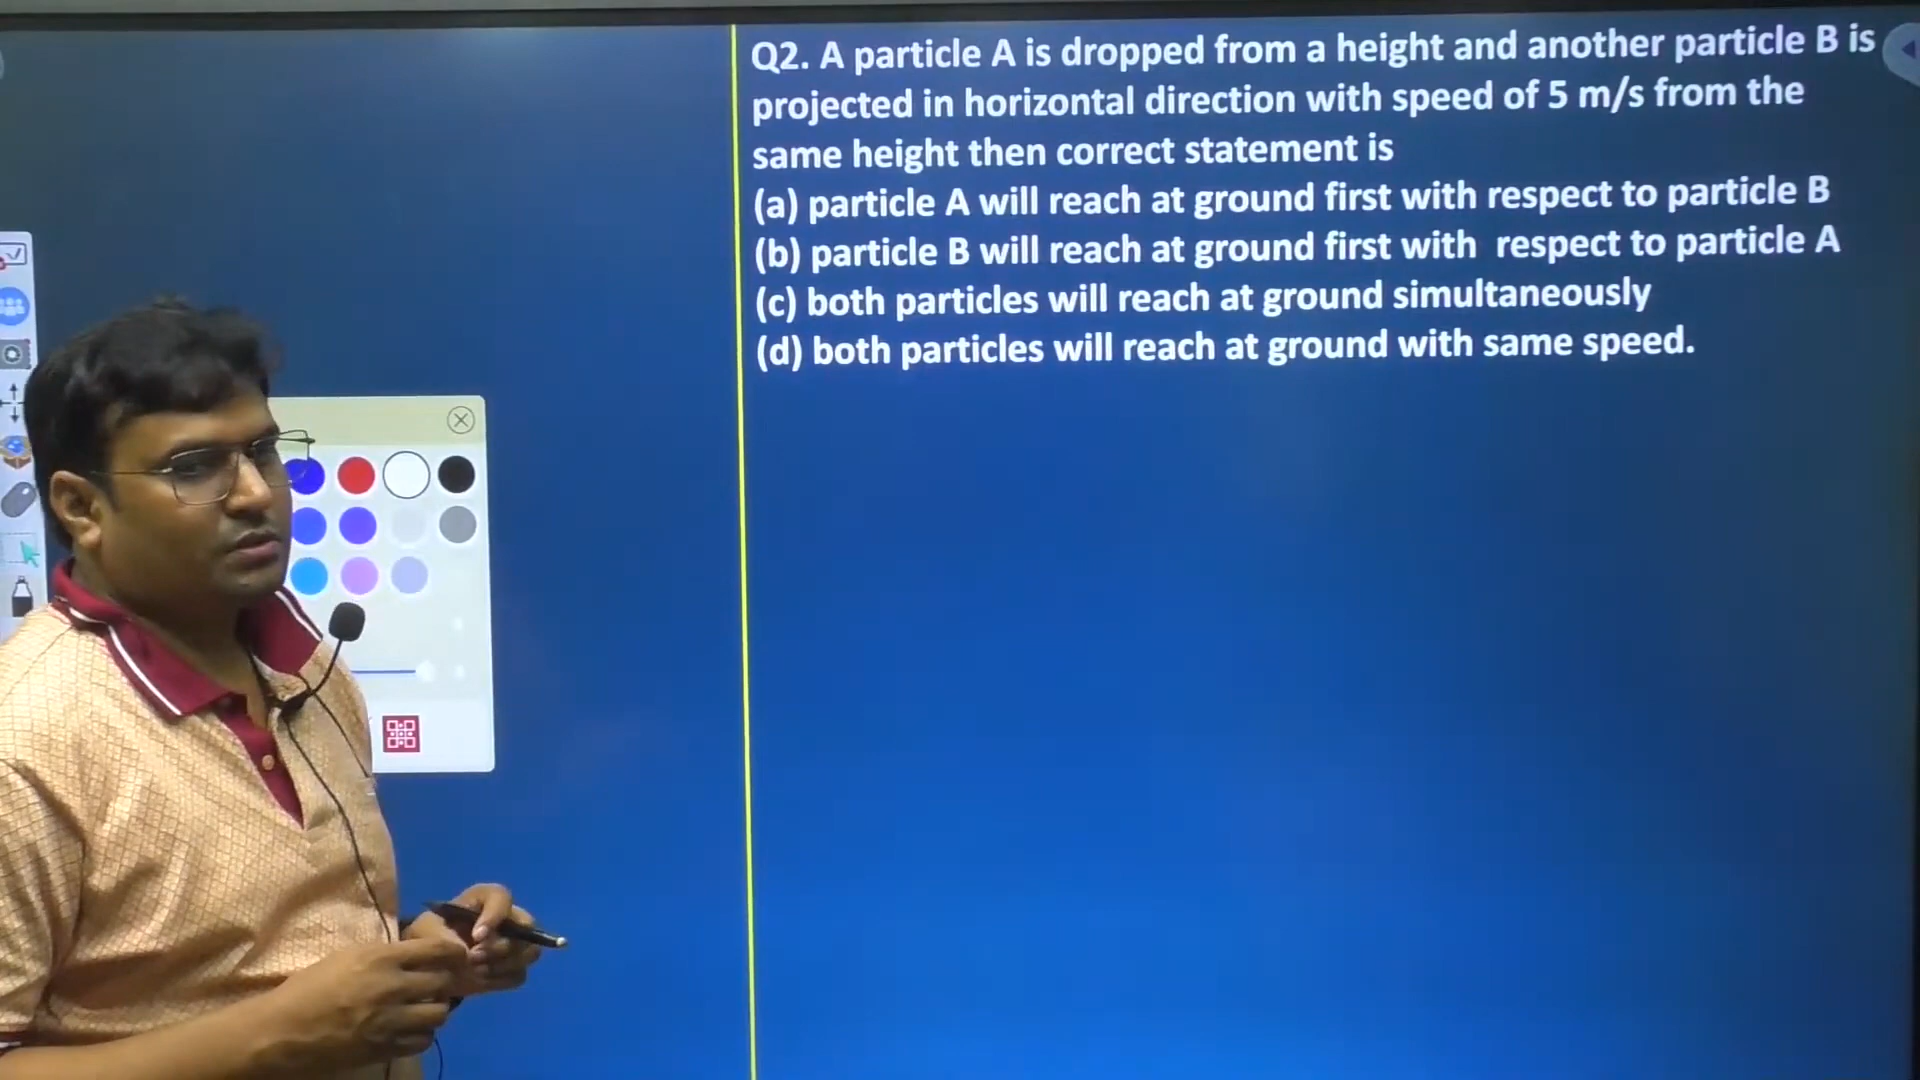 Q2. A particle A is dropped from a height and another particle B is
projected in horizontal direction with speed of 5 m/s from the
same height then correct statement is
(a) particle A will reach at ground first with respect to particle B
(b) particle B will reach at ground first with respect to particle A
(c) both particles will reach at ground simultaneously
(d) both particles will reach at ground with same speed.